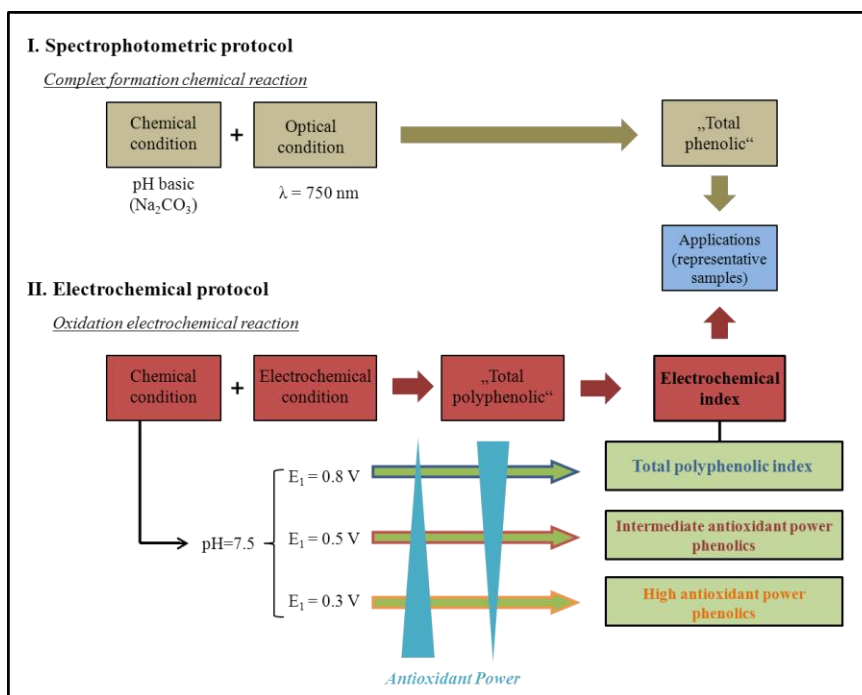 I. Spectrophotometric protocol
Complex formation chemical reaction
Chemical
condition
+
Optical
condition
„Total
phenolic“
pH basic
(Na₂CO₃)
λ = 750 nm
Applications
(representative
samples)
II. Electrochemical protocol
Oxidation electrochemical reaction
Chemical
condition
+
Electrochemical
condition
„Total
polyphenolic“
Electrochemical
index
pH=7.5
E₁ = 0.8 V
Total polyphenolic index
E₁ = 0.5 V
Intermediate antioxidant power
phenolics
E₁ = 0.3 V
High antioxidant power
phenolics
Antioxidant Power